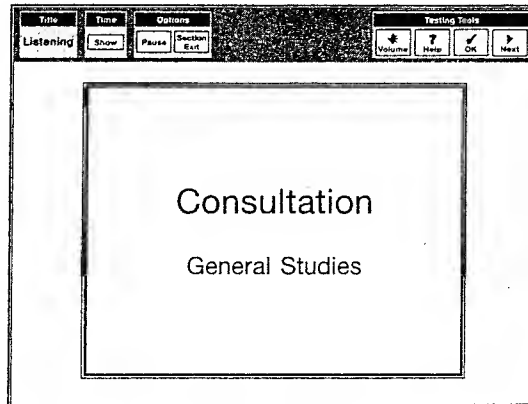 Title Time Options Testing Tools
Listening Show Pause Section Exit Volume ? Help OK Next
Consultation
General Studies